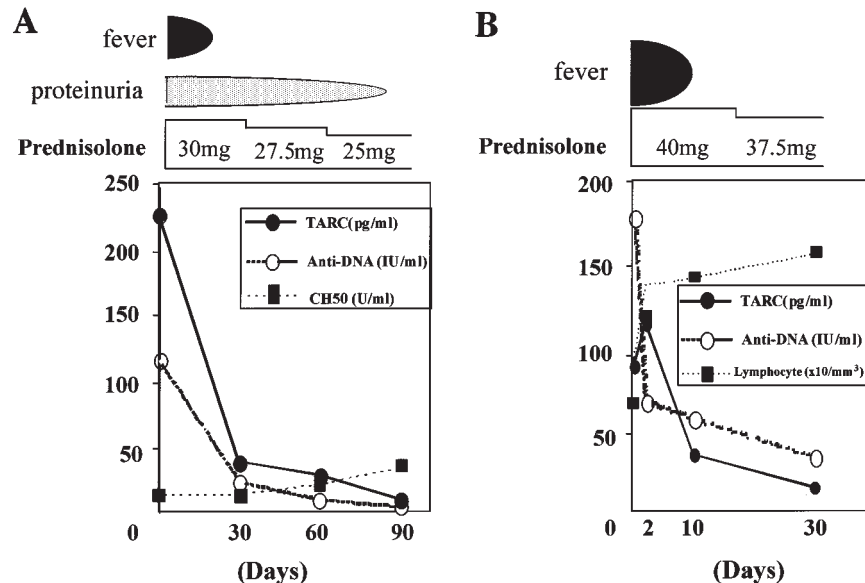 A
fever
proteinuria
Prednisolone
30mg
27.5mg
25mg
250
200
150
100
50
0
TARC(pg/ml)
Anti-DNA (IU/ml)
CH50 (U/ml)
30
60
90
(Days)
B
fever
Prednisolone
40mg
37.5mg
200
150
100
50
0
TARC(pg/ml)
Anti-DNA (IU/ml)
Lymphocyte (x10/mm³)
2
10
30
(Days)